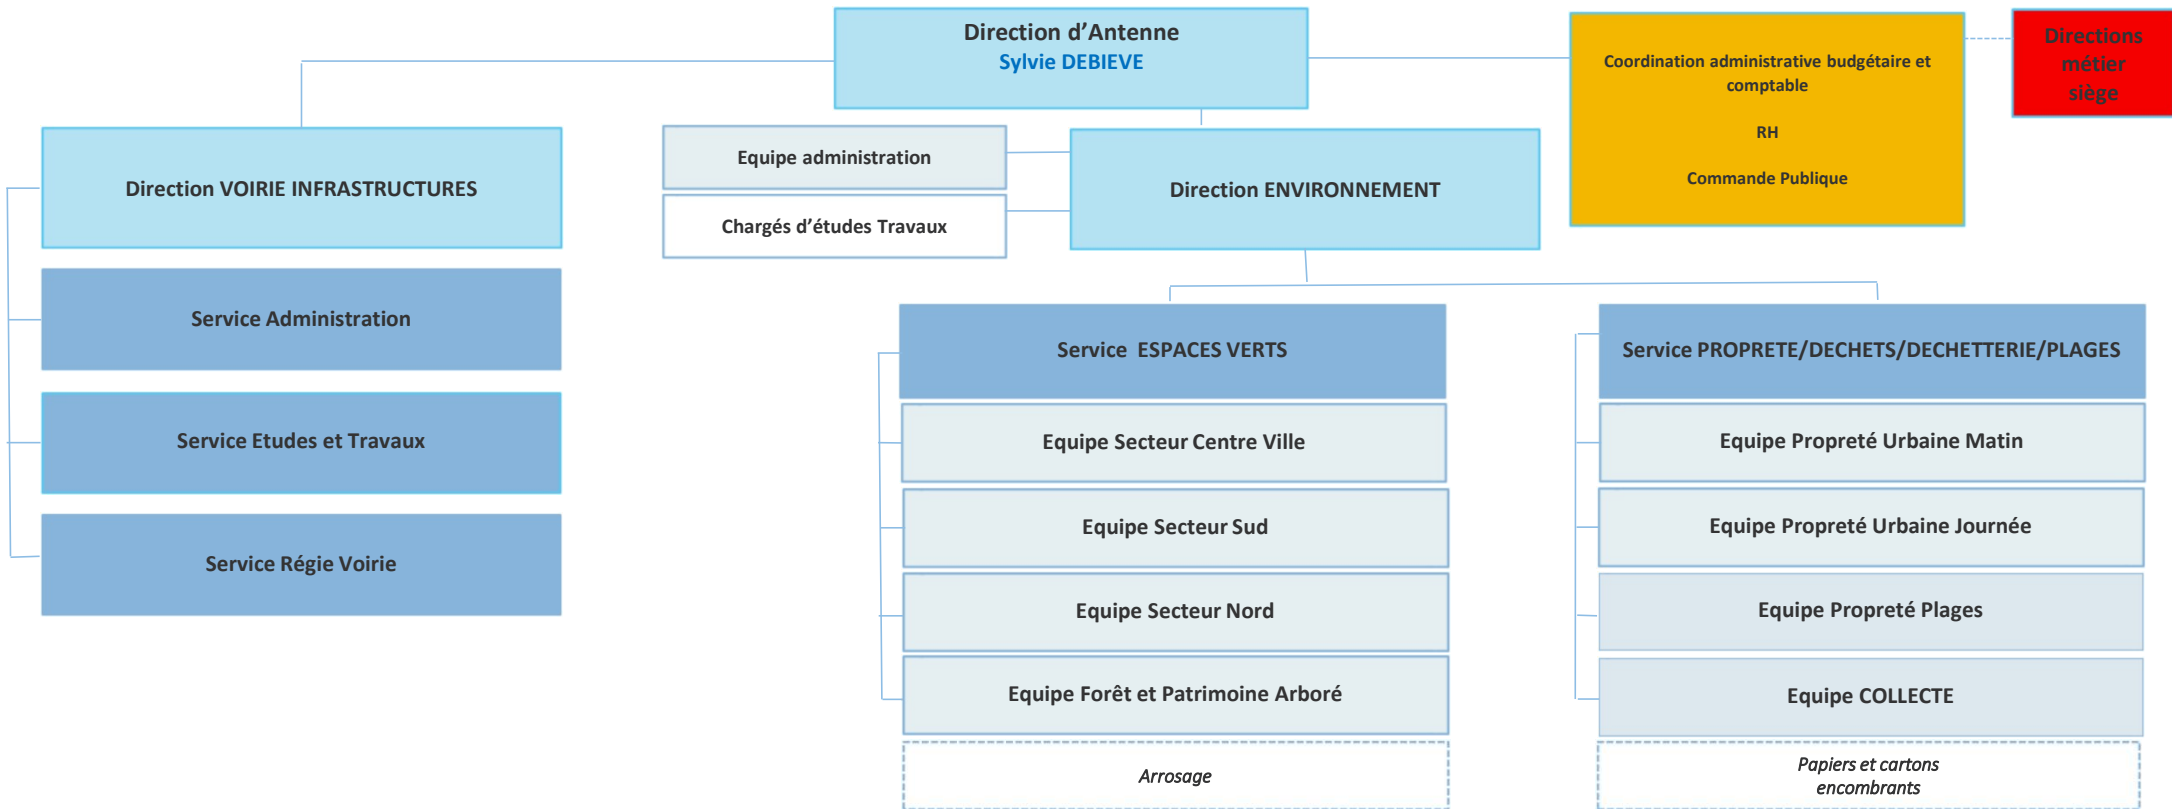 Direction d’Antenne
Sylvie DEBIEVE
Coordination administrative budgétaire et
comptable
RH
Commande Publique
Directions
métier
siège
Direction VOIRIE INFRASTRUCTURES
Equipe administration
Chargés d’études Travaux
Direction ENVIRONNEMENT
Service Administration
Service Etudes et Travaux
Service Régie Voirie
Service ESPACES VERTS
Equipe Secteur Centre Ville
Equipe Secteur Sud
Equipe Secteur Nord
Equipe Forêt et Patrimoine Arboré
Arrosage
Service PROPRETE/DECHETS/DECHETTERIE/PLAGES
Equipe Propreté Urbaine Matin
Equipe Propreté Urbaine Journée
Equipe Propreté Plages
Equipe COLLECTE
Papiers et cartons
encombrants